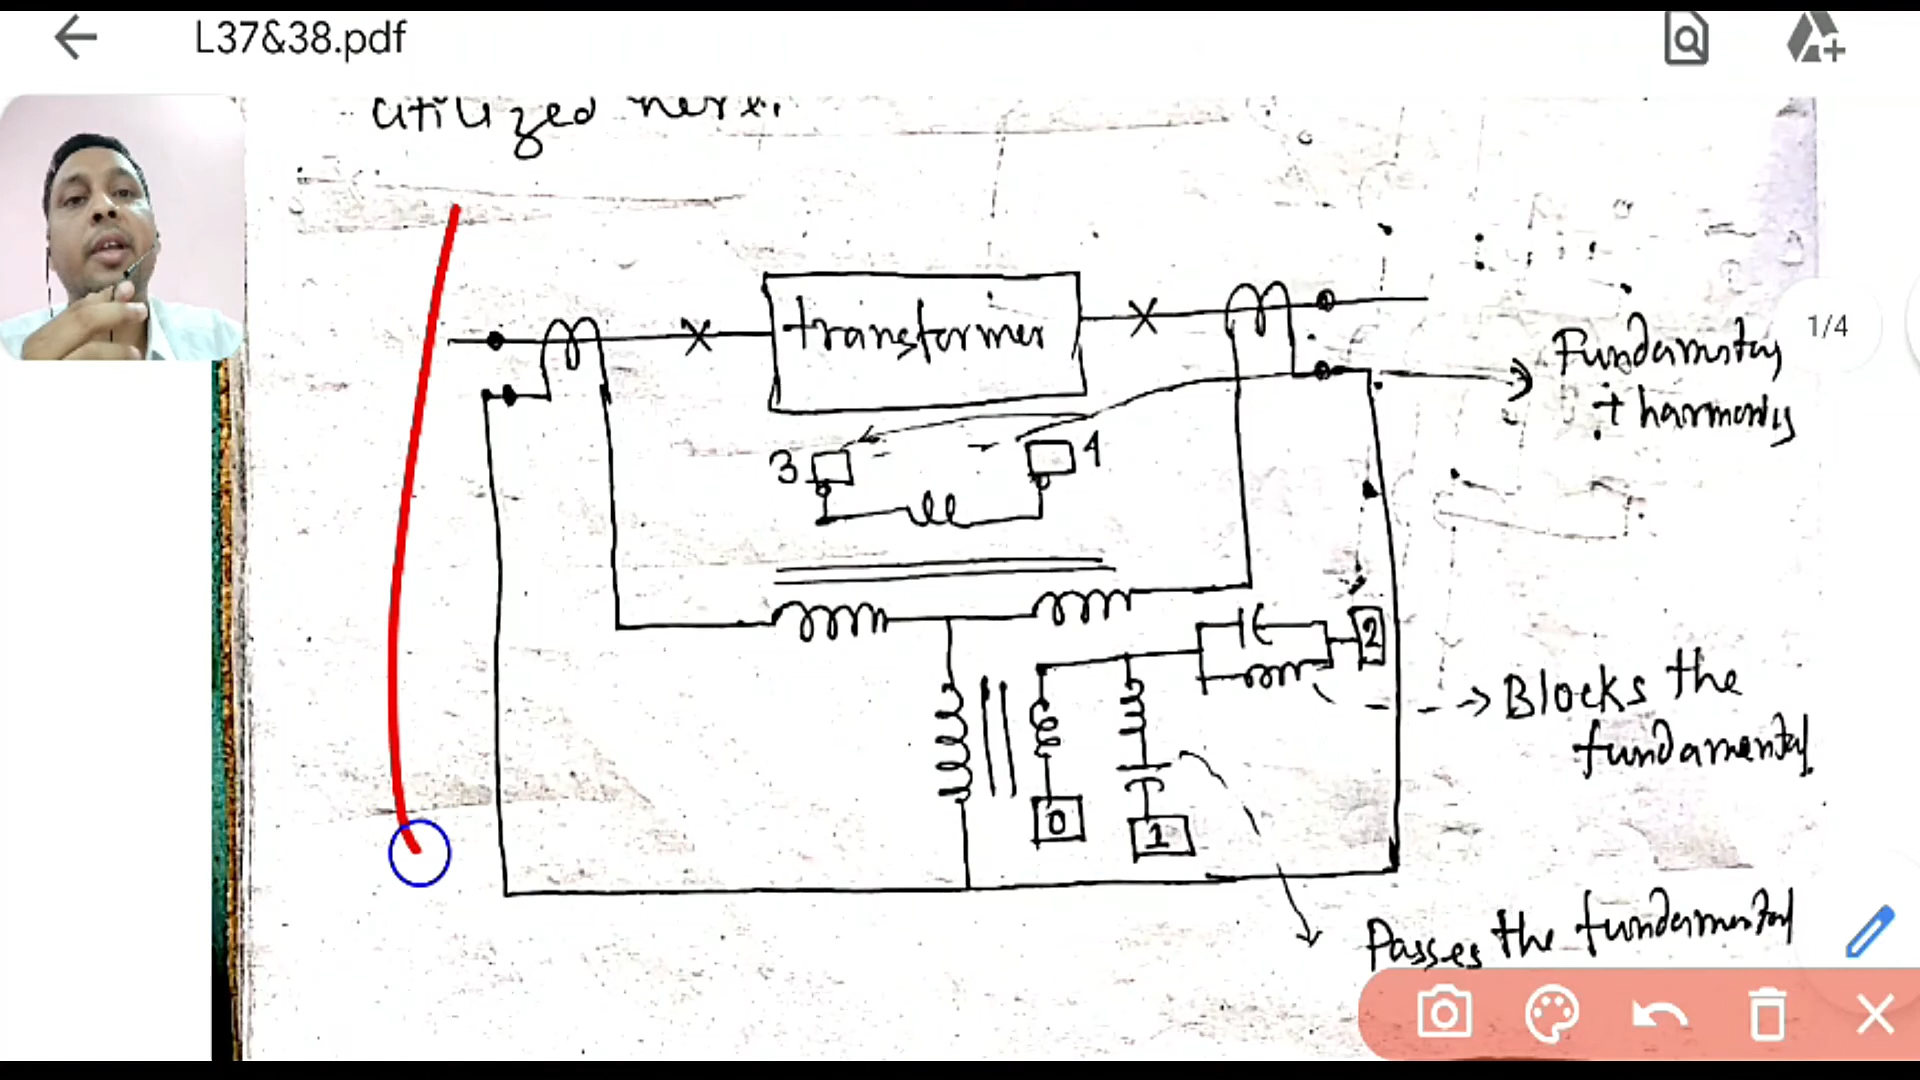 L37&38.pdf
utilized here.
transformer
1/4
Fundamental
+ harmonics
3
4
2
→ Blocks the
fundamental
0
1
Passes the fundamental